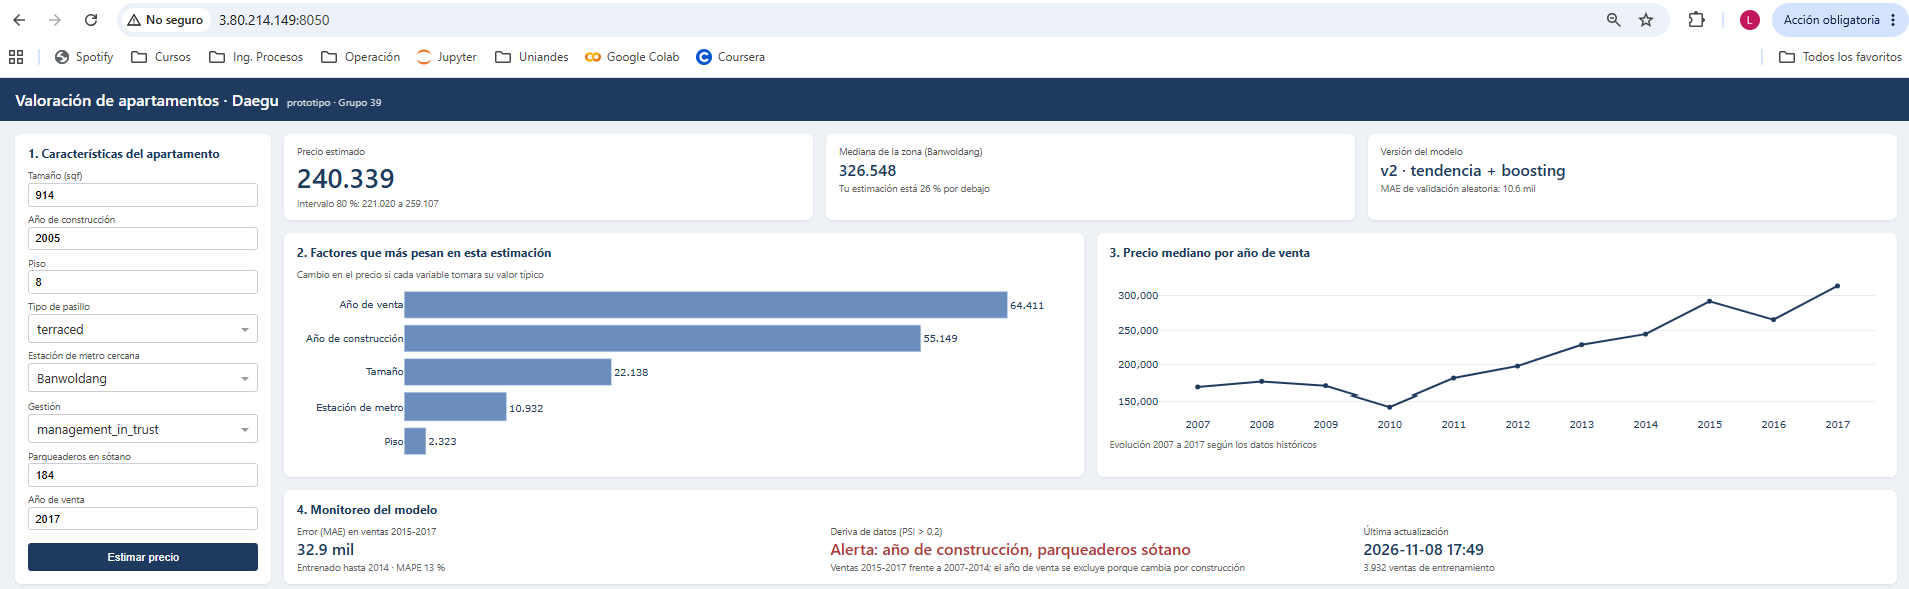 No seguro
3.80.214.149:8050
L
Acción obligatoria
Spotify
Cursos
Ing. Procesos
Operación
Jupyter
Uniandes
Google Colab
Coursera
Todos los favoritos
Valoración de apartamentos · Daegu prototipo · Grupo 39
1. Características del apartamento
Tamaño (sqf)
914
Año de construcción
2005
Piso
8
Tipo de pasillo
terraced
Estación de metro cercana
Banwoldang
Gestión
management_in_trust
Parqueaderos en sótano
184
Año de venta
2017
Estimar precio
Precio estimado
240.339
Intervalo 80 %: 221.020 a 259.107
Mediana de la zona (Banwoldang)
326.548
Tu estimación está 26 % por debajo
Versión del modelo
v2 · tendencia + boosting
MAE de validación aleatoria: 10.6 mil
2. Factores que más pesan en esta estimación
Cambio en el precio si cada variable tomara su valor típico
Año de venta
64.411
Año de construcción
55.149
Tamaño
22.138
Estación de metro
10.932
Piso
2.323
3. Precio mediano por año de venta
300,000
250,000
200,000
150,000
2007 2008 2009 2010 2011 2012 2013 2014 2015 2016 2017
Evolución 2007 a 2017 según los datos históricos
4. Monitoreo del modelo
Error (MAE) en ventas 2015-2017
32.9 mil
Entrenado hasta 2014 · MAPE 13 %
Deriva de datos (PSI > 0,2)
Alerta: año de construcción, parqueaderos sótano
Ventas 2015-2017 frente a 2007-2014; el año de venta se excluye porque cambia por construcción
Última actualización
2026-11-08 17:49
3.932 ventas de entrenamiento